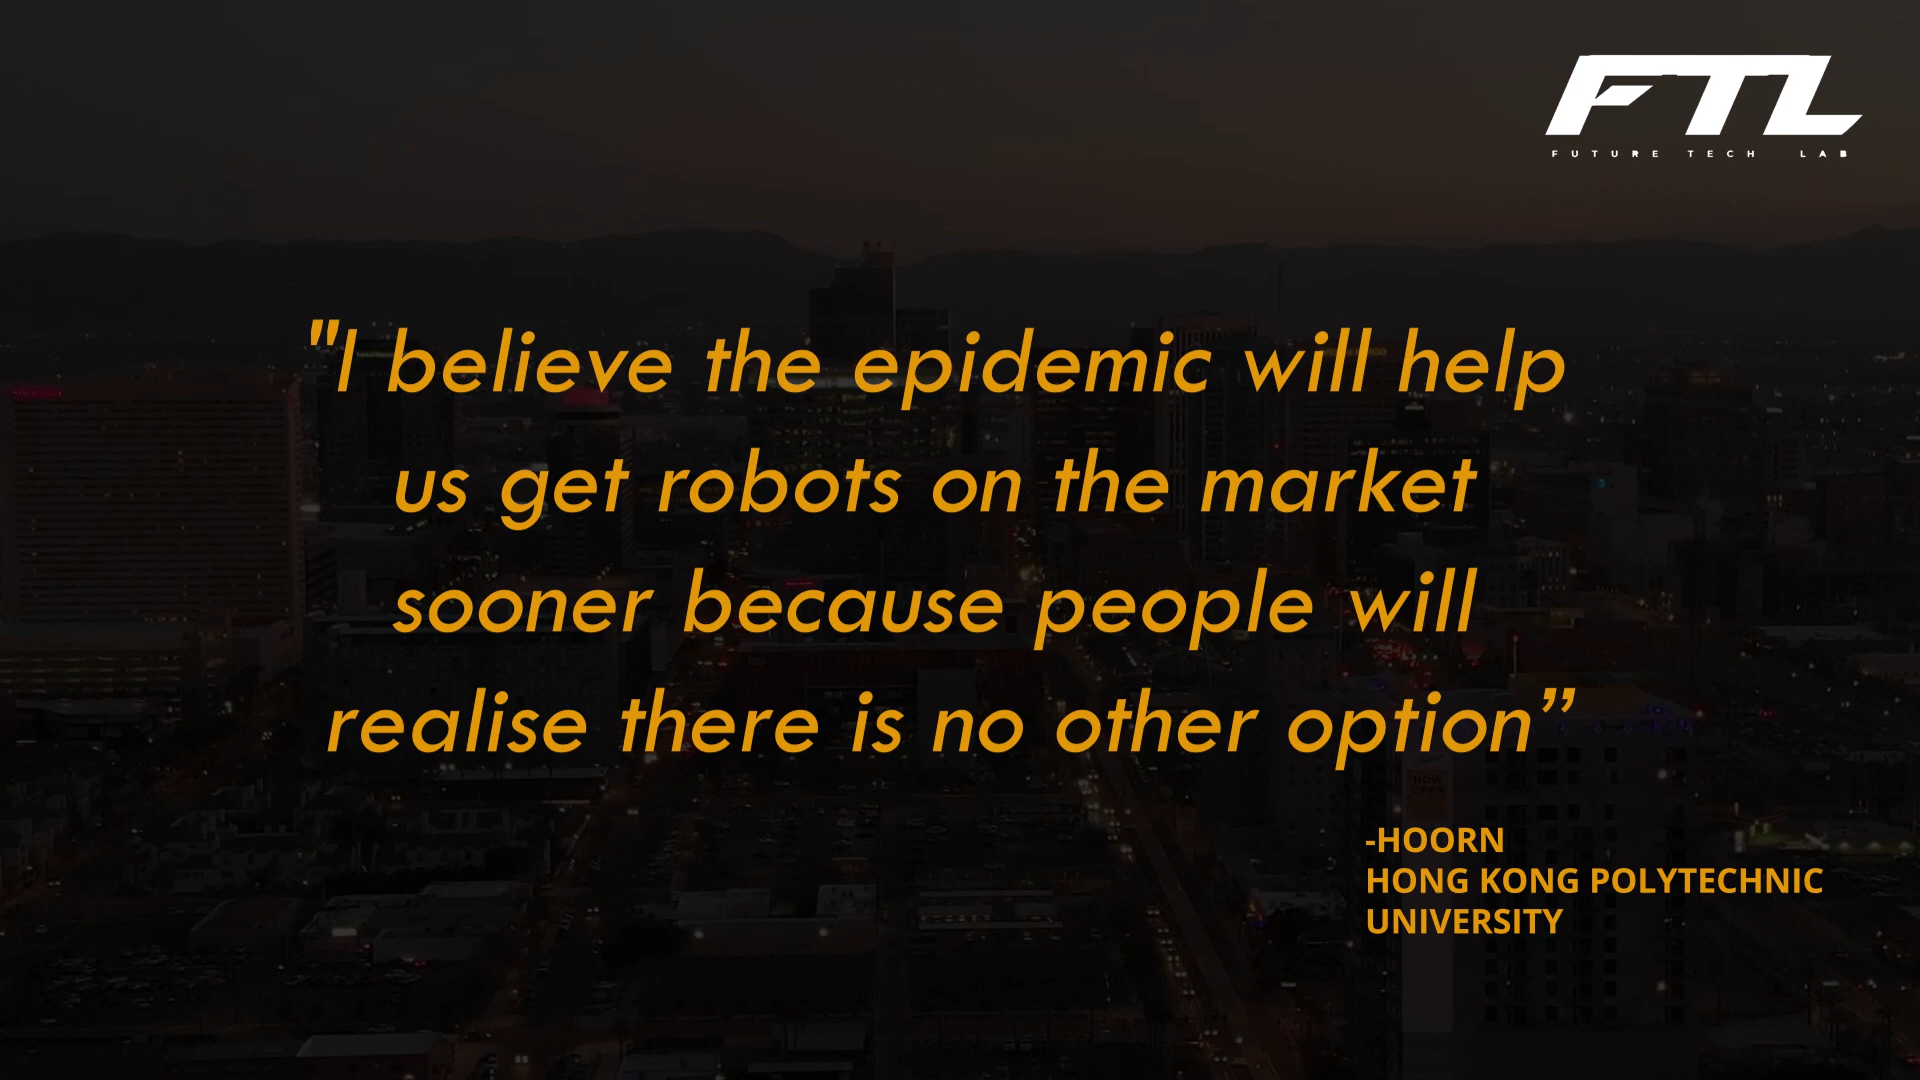 FTL
FUTURE TECH LAB
"I believe the epidemic will help
us get robots on the market
sooner because people will
realise there is no other option”
-HOORN
HONG KONG POLYTECHNIC
UNIVERSITY